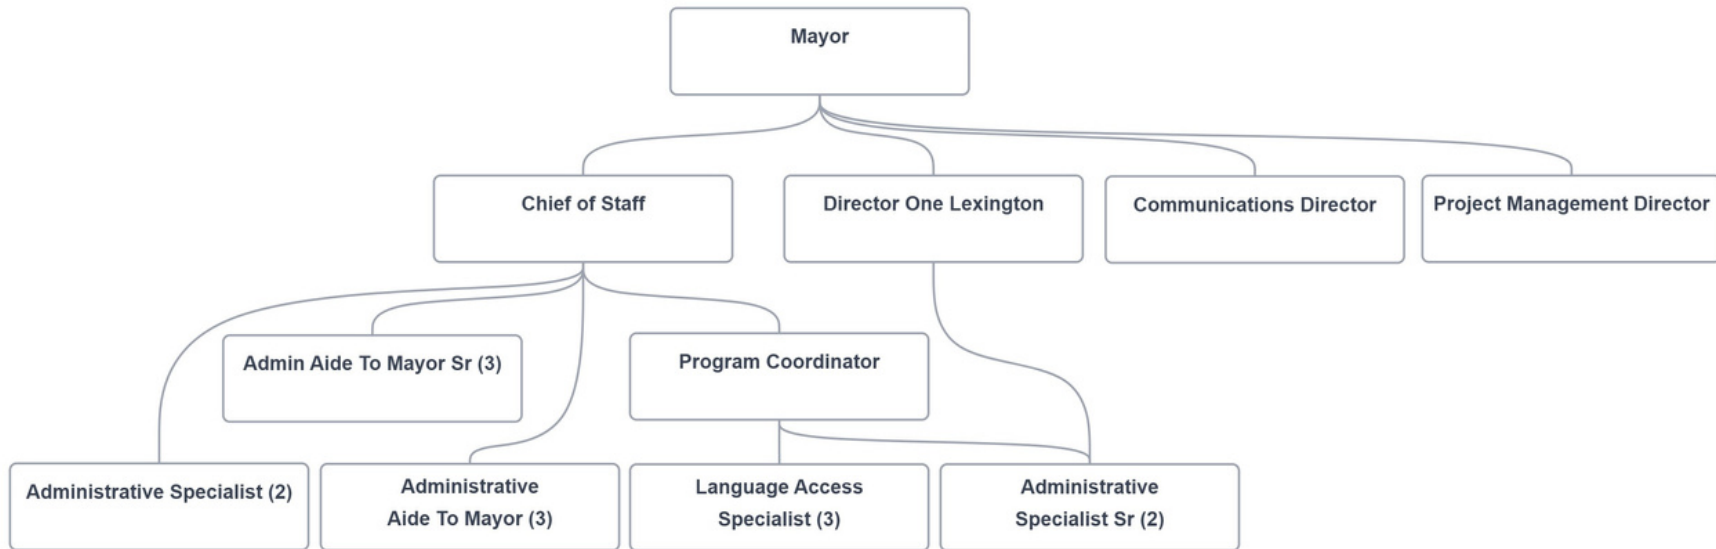 Mayor
Chief of Staff
Director One Lexington
Communications Director
Project Management Director
Admin Aide To Mayor Sr (3)
Program Coordinator
Administrative Specialist (2)
Administrative
Aide To Mayor (3)
Language Access
Specialist (3)
Administrative
Specialist Sr (2)